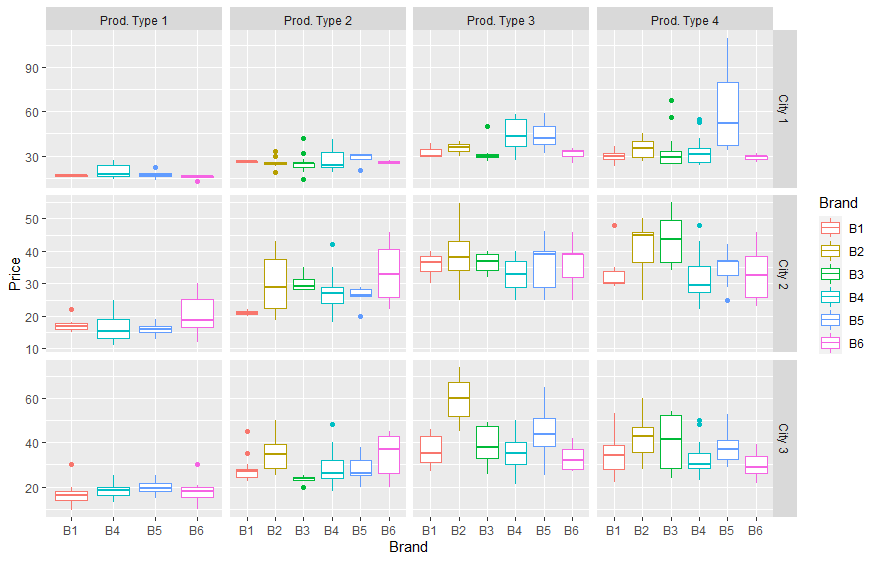 Prod. Type 1 Prod. Type 2 Prod. Type 3 Prod. Type 4
90
60
30
City 1
50
40
30
20
10
City 2
60
40
20
City 3
Price
B1 B4 B5 B6 B1 B2 B3 B4 B5 B6 B1 B2 B3 B4 B5 B6 B1 B2 B3 B4 B5 B6
Brand
Brand
B1
B2
B3
B4
B5
B6